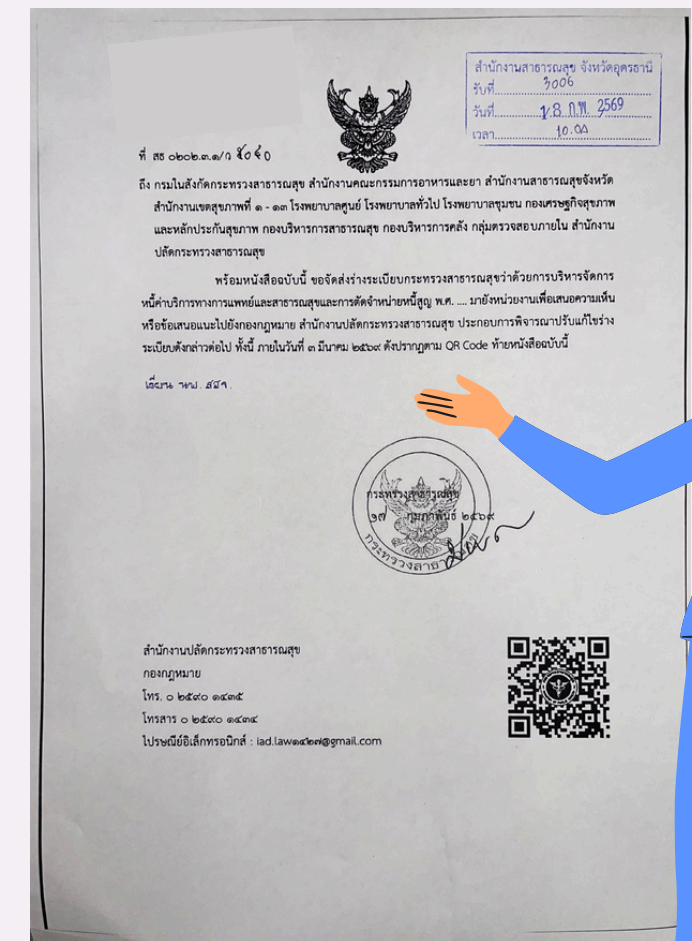 สำนักงานสาธารณสุข จังหวัดอุดรธานี
รับที่ 3006
วันที่ 18 ก.พ. 2569
เวลา 10.00
ที่ สธ ๐๒๐๒.๓.๑/ว
ถึง กรมในสังกัดกระทรวงสาธารณสุข สำนักงานคณะกรรมการอาหารและยา สำนักงานสาธารณสุขจังหวัด
สำนักงานเขตสุขภาพที่ ๑ - ๑๓ โรงพยาบาลศูนย์ โรงพยาบาลทั่วไป โรงพยาบาลชุมชน กองเศรษฐกิจสุขภาพ
และหลักประกันสุขภาพ กองบริหารการสาธารณสุข กองบริหารการคลัง กลุ่มตรวจสอบภายใน สำนักงาน
ปลัดกระทรวงสาธารณสุข
พร้อมหนังสือฉบับนี้ ขอจัดส่งร่างระเบียบกระทรวงสาธารณสุขว่าด้วยการบริหารจัดการ
หนี้ค่าบริการทางการแพทย์และสาธารณสุขและการตัดจำหน่ายหนี้สูญ พ.ศ. .... มายังหน่วยงานเพื่อเสนอความเห็น
หรือข้อเสนอแนะไปยังกองกฎหมาย สำนักงานปลัดกระทรวงสาธารณสุข ประกอบการพิจารณาปรับแก้ไขร่าง
ระเบียบดังกล่าวต่อไป ทั้งนี้ ภายในวันที่ ๓ มีนาคม ๒๕๖๙ ดังปรากฏตาม QR Code ท้ายหนังสือฉบับนี้
เรียน นพ. สสจ.
กระทรวงสาธารณสุข
๑๗ กุมภาพันธ์ ๒๕๖๙
กระทรวงสาธารณสุข
สำนักงานปลัดกระทรวงสาธารณสุข
กองกฎหมาย
โทร. ๐ ๒๕๙๐ ๑๔๓๕
โทรสาร ๐ ๒๕๙๐ ๑๔๓๔
ไปรษณีย์อิเล็กทรอนิกส์ : iad.law๑๔๒๗@gmail.com